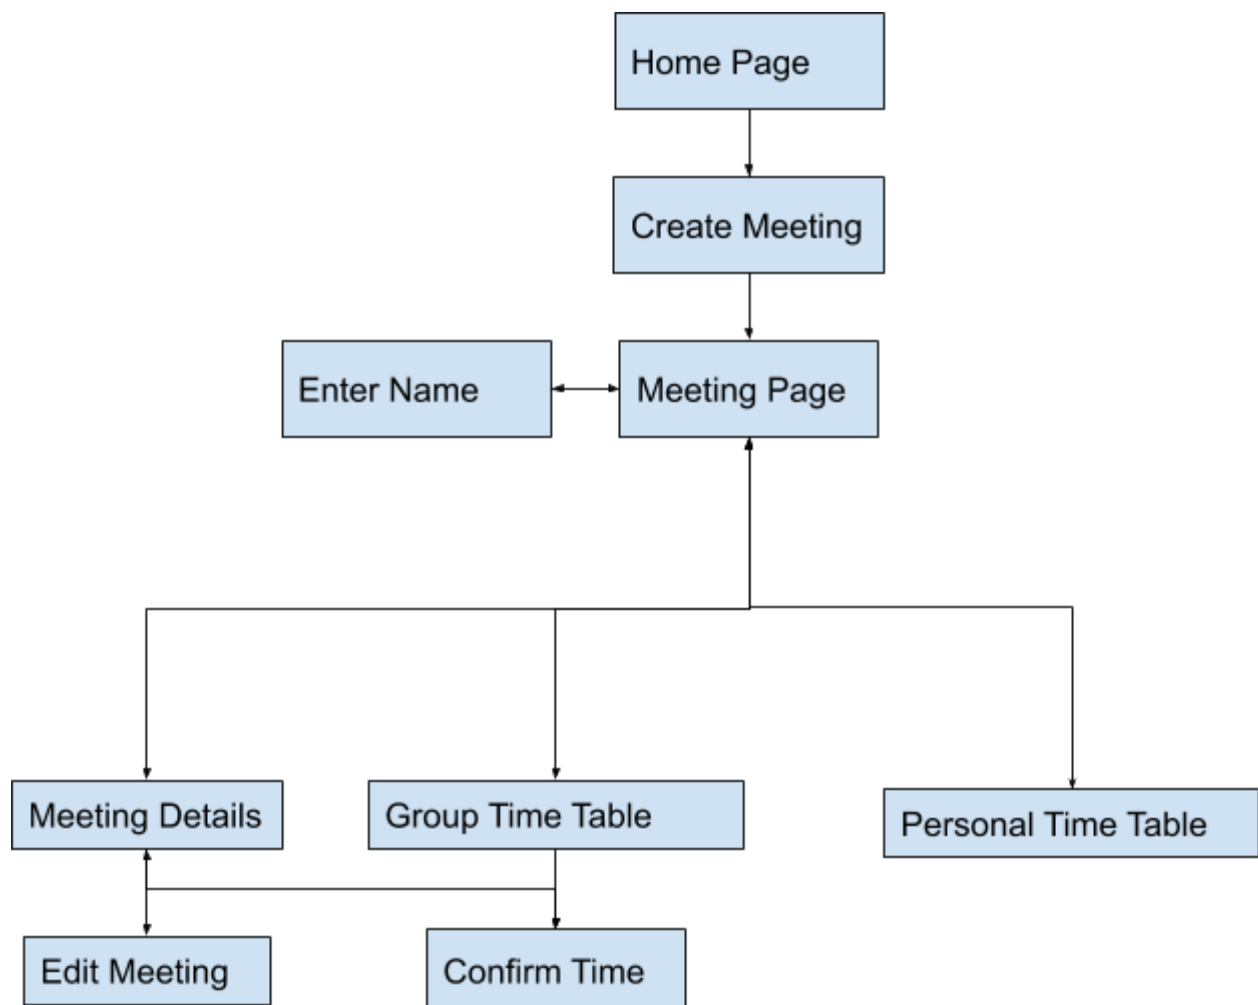 Home Page
Create Meeting
Enter Name
Meeting Page
Meeting Details
Group Time Table
Personal Time Table
Edit Meeting
Confirm Time